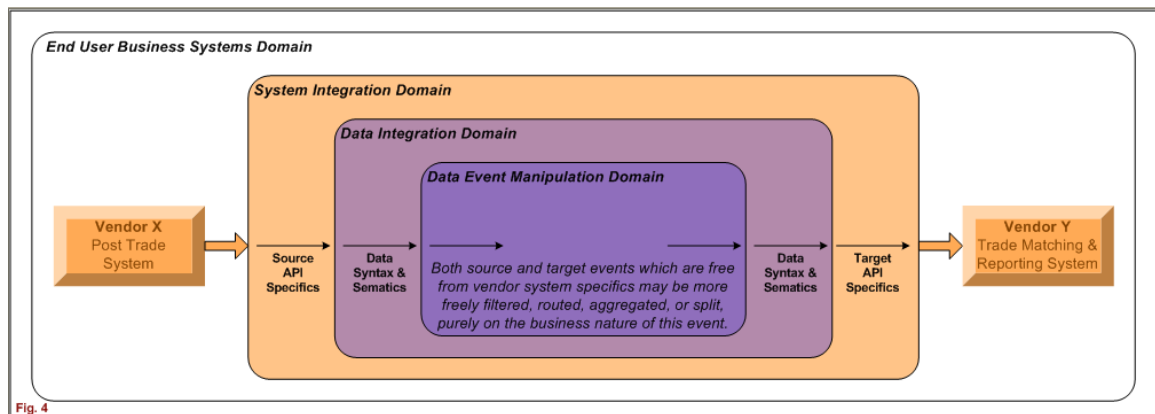 End User Business Systems Domain
System Integration Domain
Data Integration Domain
Data Event Manipulation Domain
Vendor X
Post Trade
System
Source
API
Specifics
Data
Syntax &
Sematics
Both source and target events which are free
from vendor system specifics may be more
freely filtered, routed, aggregated, or split,
purely on the business nature of this event.
Data
Syntax &
Sematics
Target
API
Specifics
Vendor Y
Trade Matching &
Reporting System
Fig. 4